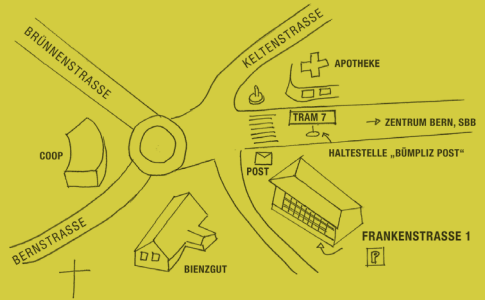 KELTENSTRASSE
BRÜNNENSTRASSE
APOTHEKE
TRAM 7
ZENTRUM BERN, SBB
HALTESTELLE „BÜMPLIZ POST“
COOP
POST
BERNSTRASSE
BIENZGUT
FRANKENSTRASSE 1
P